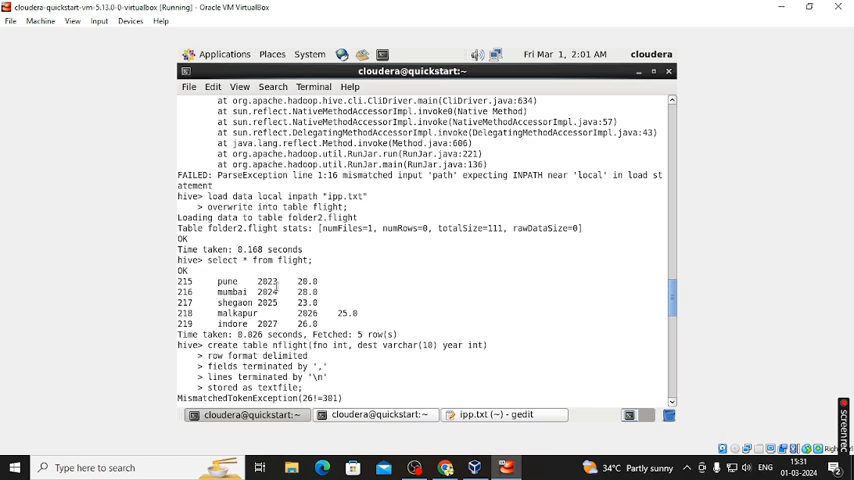 cloudera-quickstart-vm-5.13.0-0-virtualbox [Running] - Oracle VM VirtualBox
File Machine View Input Devices Help
Applications Places System Fri Mar 1, 2:01 AM cloudera
cloudera@quickstart:~
File Edit View Search Terminal Help
at org.apache.hadoop.hive.cli.CliDriver.main(CliDriver.java:634)
at sun.reflect.NativeMethodAccessorImpl.invoke0(Native Method)
at sun.reflect.NativeMethodAccessorImpl.invoke(NativeMethodAccessorImpl.java:57)
at sun.reflect.DelegatingMethodAccessorImpl.invoke(DelegatingMethodAccessorImpl.java:43)
at java.lang.reflect.Method.invoke(Method.java:606)
at org.apache.hadoop.util.RunJar.run(RunJar.java:221)
at org.apache.hadoop.util.RunJar.main(RunJar.java:136)
FAILED: ParseException line 1:16 mismatched input 'path' expecting INPATH near 'local' in load st
atement
hive> load data local inpath "ipp.txt"
> overwrite into table flight;
Loading data to table folder2.flight
Table folder2.flight stats: [numFiles=1, numRows=0, totalSize=111, rawDataSize=0]
OK
Time taken: 0.168 seconds
hive> select * from flight;
OK
215 pune 2023 20.0
216 mumbai 2024 28.0
217 shegaon 2025 23.0
218 malkapur 2026 25.0
219 indore 2027 26.0
Time taken: 0.026 seconds, Fetched: 5 row(s)
hive> create table nflight(fno int, dest varchar(10) year int)
> row format delimited
> fields terminated by ','
> lines terminated by '\n'
> stored as textfile;
MismatchedTokenException(26!=301)
cloudera@quickstart:~ cloudera@quickstart:~ ipp.txt (~) - gedit
Righ
screenrec
Type here to search 34°C Partly sunny ENG 15:31 01-03-2024 2